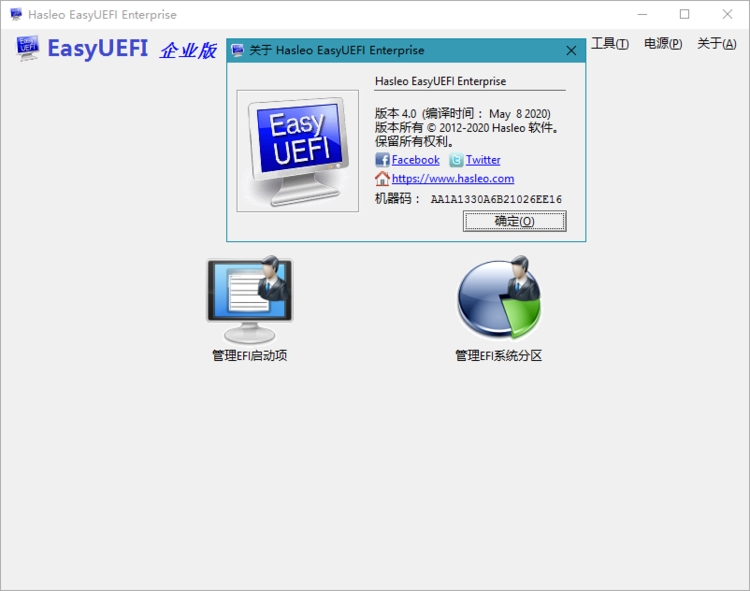 Hasleo EasyUEFI Enterprise
EasyUEFI 企业版
工具(T) 电源(P) 关于(A)
关于 Hasleo EasyUEFI Enterprise
Easy
UEFI
Hasleo EasyUEFI Enterprise
版本 4.0 (编译时间： May 8 2020)
版本所有 © 2012-2020 Hasleo 软件。
保留所有权利。
Facebook Twitter
https://www.hasleo.com
机器码： AA1A1330A6B21026EE16
确定(O)
管理EFI启动项 管理EFI系统分区